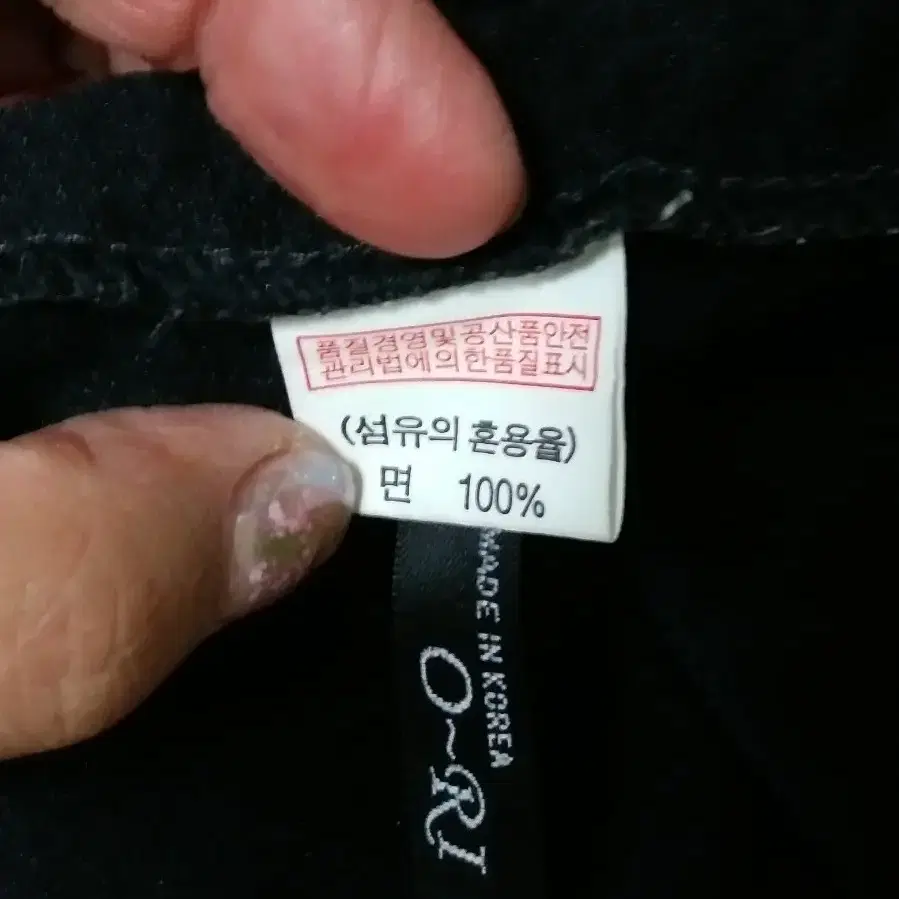 품질경영및공산품안전
관리법에의한품질표시
(섬유의 혼용율)
면 100%
MADE IN KOREA
O~RI